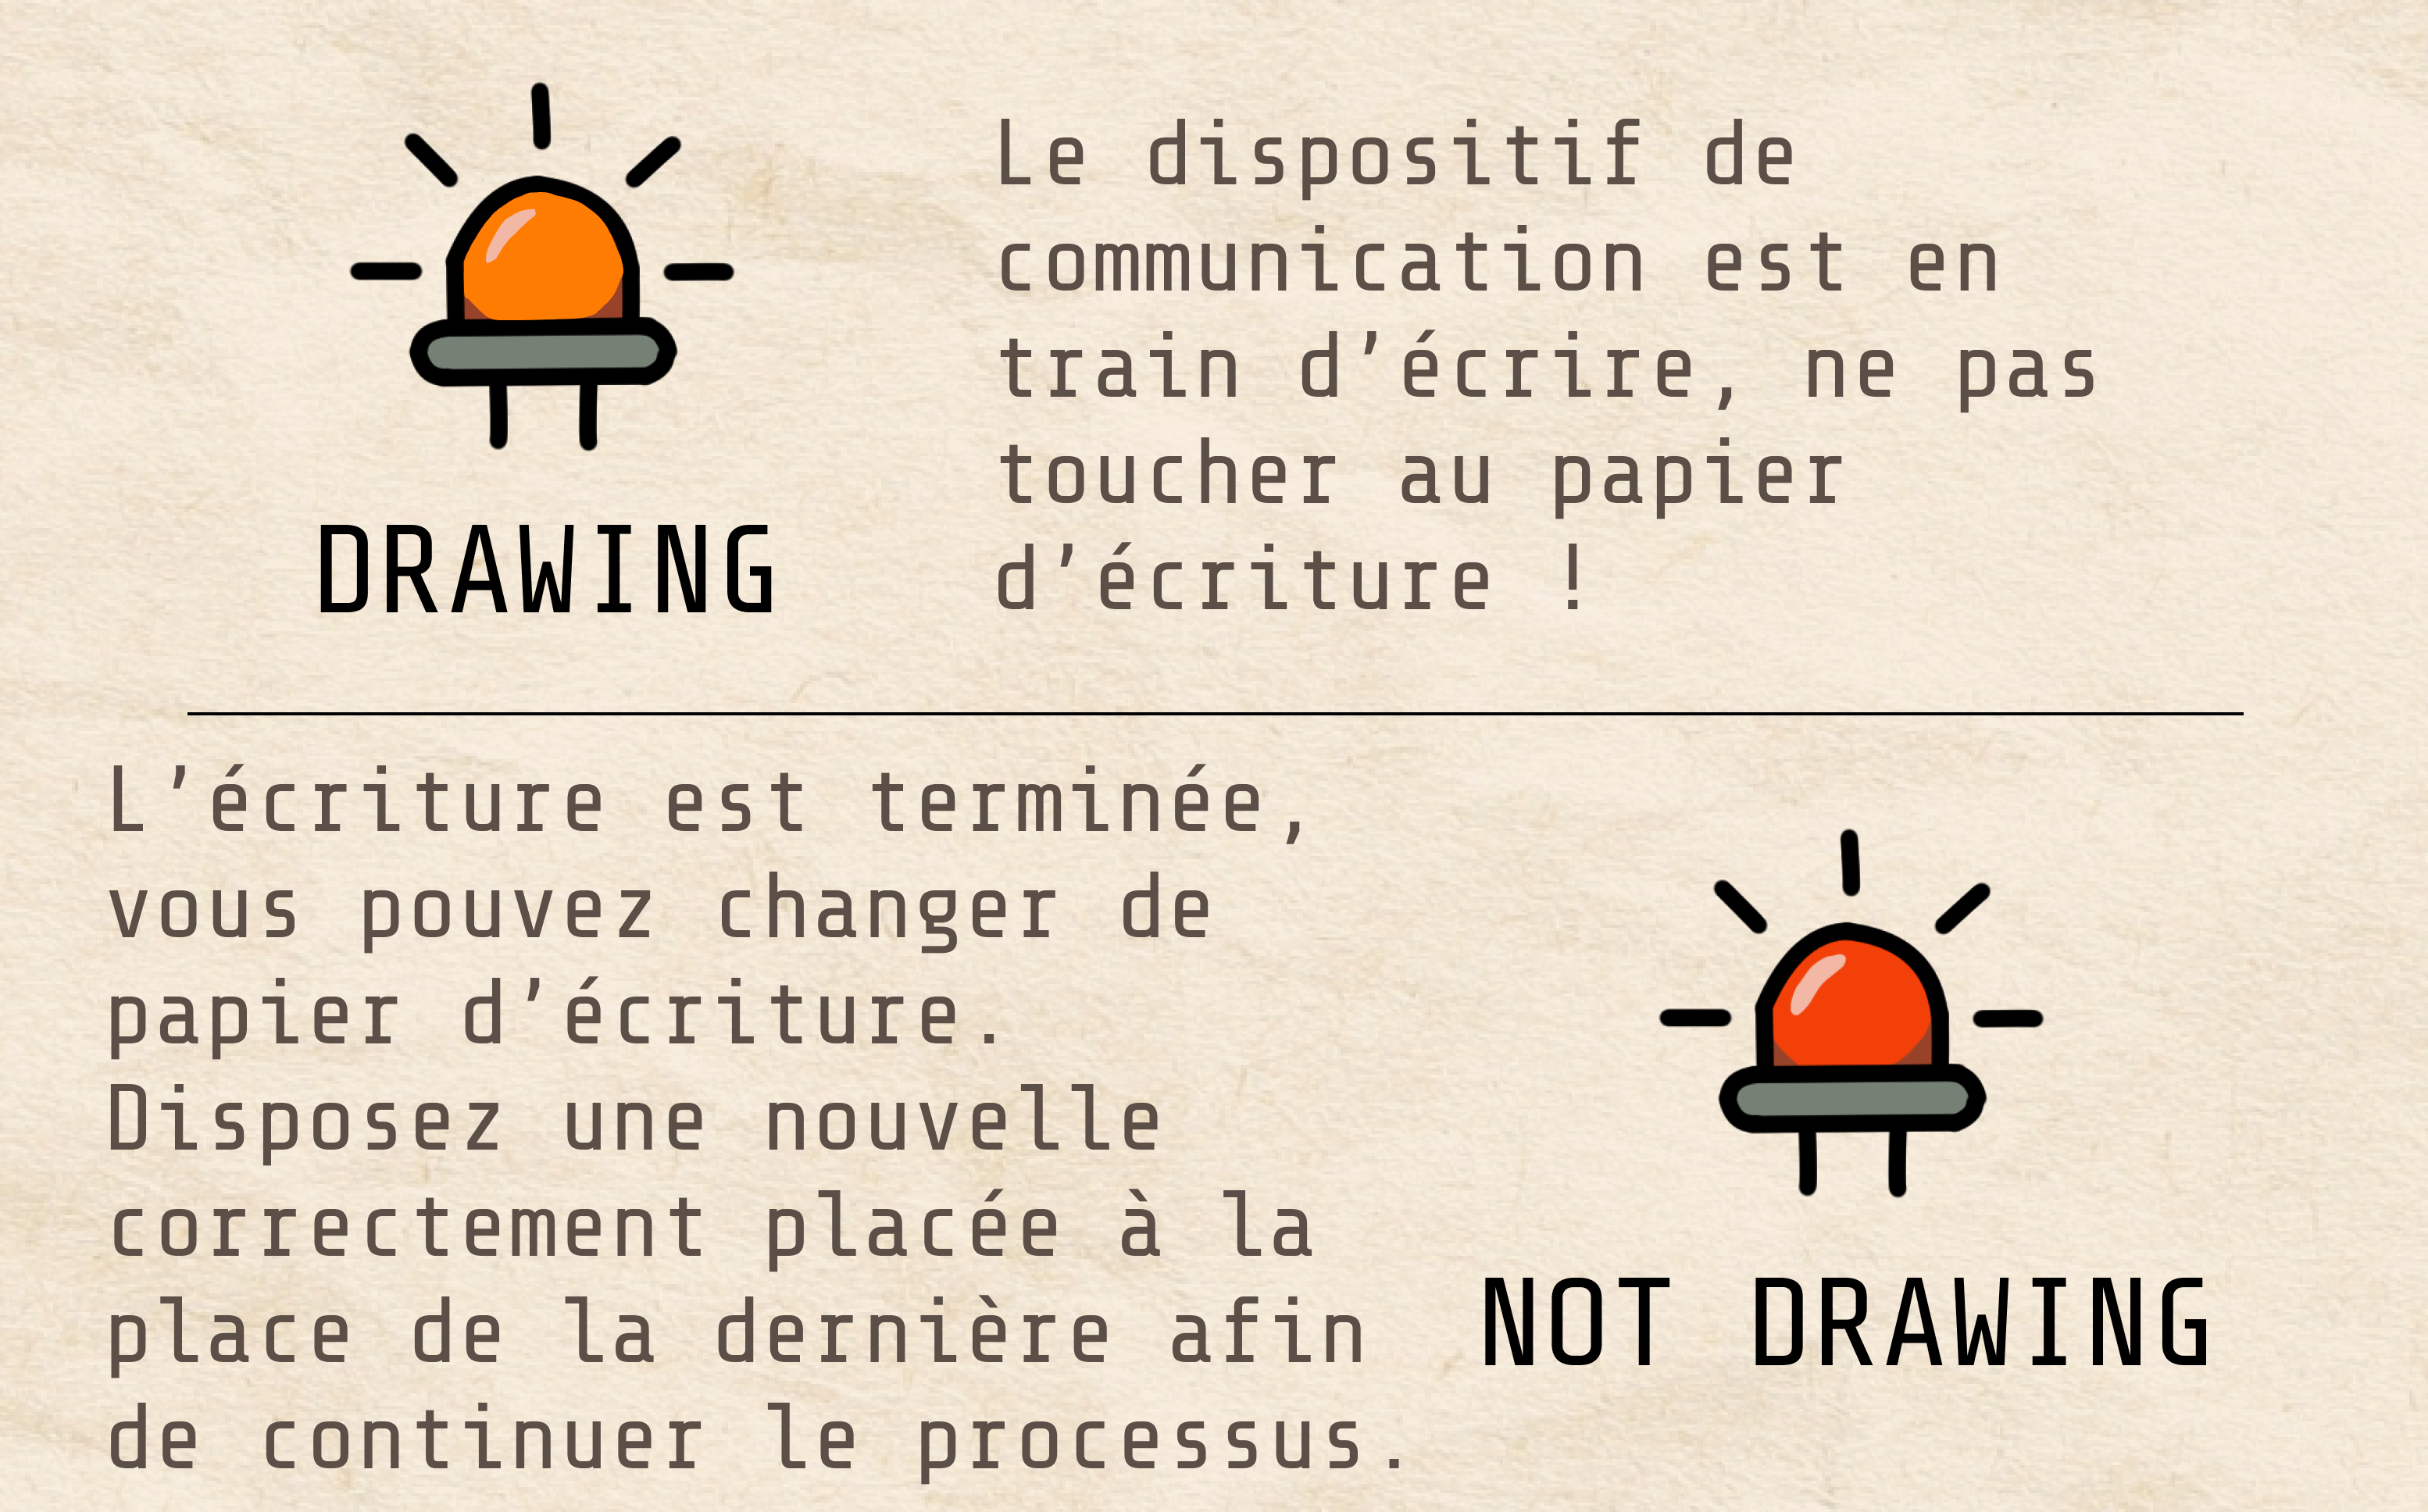 Le dispositif de
communication est en
train d’écrire, ne pas
toucher au papier
d’écriture !
DRAWING
L’écriture est terminée,
vous pouvez changer de
papier d’écriture.
Disposez une nouvelle
correctement placée à la
place de la dernière afin
de continuer le processus.
NOT DRAWING